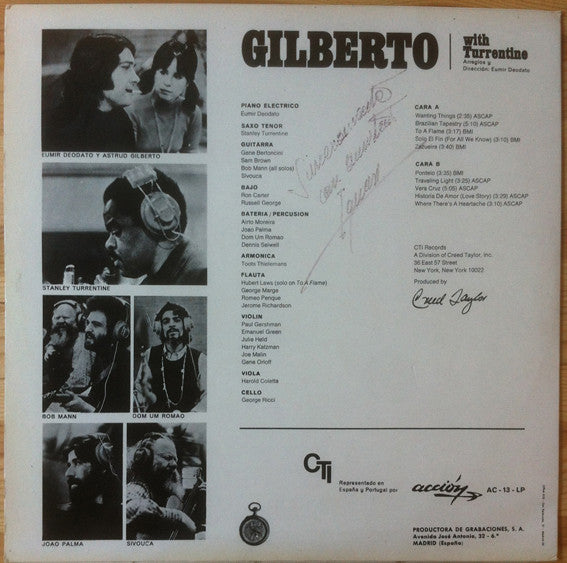 GILBERTO
with
Turrentine
Arreglos y
Dirección: Eumir Deodato
EUMIR DEODATO Y ASTRUD GILBERTO
STANLEY TURRENTINE
BOB MANN
DOM UM ROMAO
JOAO PALMA
SIVOUCA
PIANO ELECTRICO
Eumir Deodato
SAXO TENOR
Stanley Turrentine
GUITARRA
Gene Bertoncini
Sam Brown
Bob Mann (all solos)
Sivouca
BAJO
Ron Carter
Russell George
BATERIA / PERCUSION
Airto Moreira
Joao Palma
Dom Um Romao
Dennis Seiwell
ARMONICA
Toots Thielemans
FLAUTA
Hubert Laws (solo on To A Flame)
George Marge
Romeo Penque
Jerome Richardson
VIOLIN
Paul Gershman
Emanuel Green
Julie Held
Harry Katzman
Joe Malin
Gene Orloff
VIOLA
Harold Coletta
CELLO
George Ricci
CARA A
Wanting Things (2:35) ASCAP
Brazilian Tapestry (5:10) ASCAP
To A Flame (3:17) BMI
Solo El Fin (For All We Know) (3:10) BMI
Zazueira (3:40) BMI
CARA B
Ponteio (3:35) BMI
Traveling Light (3:25) ASCAP
Vera Cruz (5:05) ASCAP
Historia De Amor (Love Story) (3:25) ASCAP
Where There's A Heartache (3:10) ASCAP
CTI Records
A Division of Creed Taylor, Inc.
36 East 57 Street
New York, New York 10022
Produced by
Creed Taylor
CTI
Representado en
España y Portugal por
acción
AC - 13 - LP
PRODUCTORA DE GRABACIONES, S. A.
Avenida José Antonio, 32 - 6.º
MADRID (España)